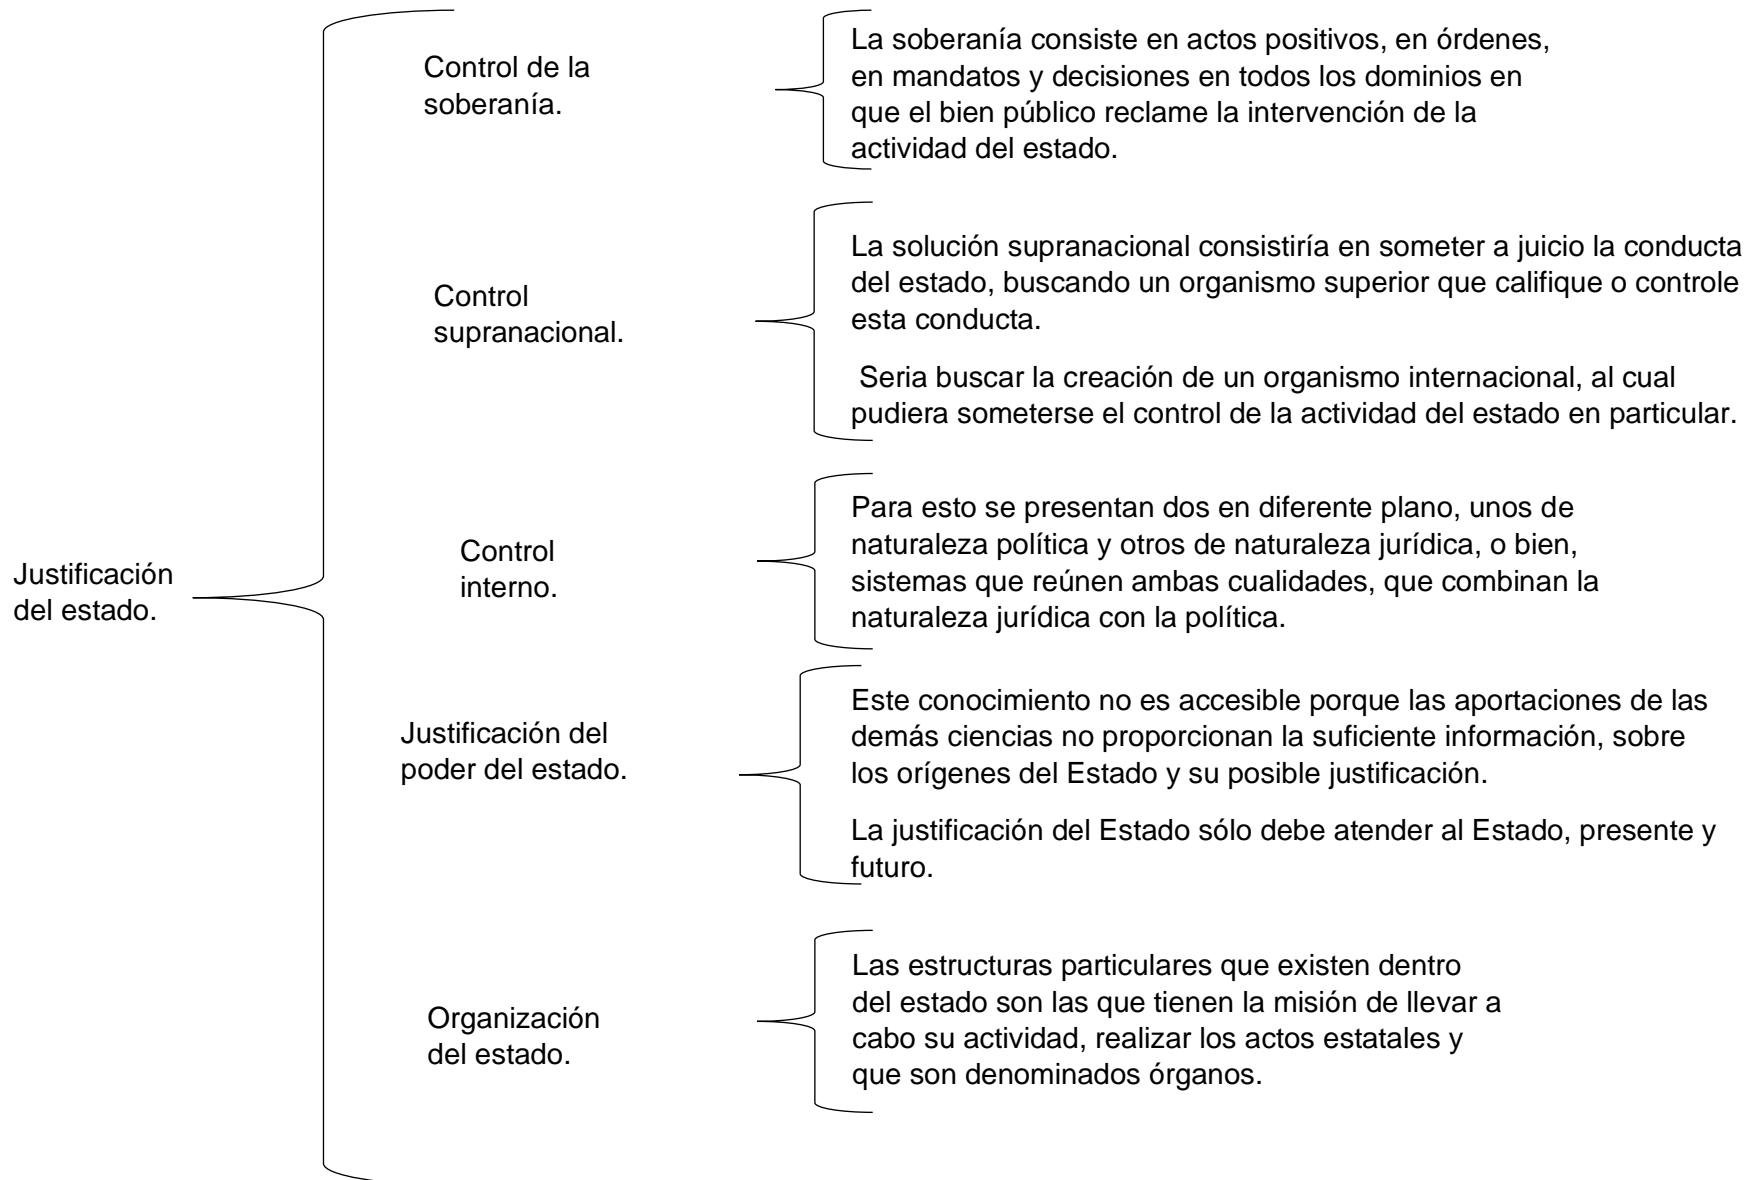 Justificación
del estado.
Control de la
soberanía.
La soberanía consiste en actos positivos, en órdenes,
en mandatos y decisiones en todos los dominios en
que el bien público reclame la intervención de la
actividad del estado.
Control
supranacional.
La solución supranacional consistiría en someter a juicio la conducta
del estado, buscando un organismo superior que califique o controle
esta conducta.
Seria buscar la creación de un organismo internacional, al cual
pudiera someterse el control de la actividad del estado en particular.
Control
interno.
Para esto se presentan dos en diferente plano, unos de
naturaleza política y otros de naturaleza jurídica, o bien,
sistemas que reúnen ambas cualidades, que combinan la
naturaleza jurídica con la política.
Justificación del
poder del estado.
Este conocimiento no es accesible porque las aportaciones de las
demás ciencias no proporcionan la suficiente información, sobre
los orígenes del Estado y su posible justificación.
La justificación del Estado sólo debe atender al Estado, presente y
futuro.
Organización
del estado.
Las estructuras particulares que existen dentro
del estado son las que tienen la misión de llevar a
cabo su actividad, realizar los actos estatales y
que son denominados órganos.